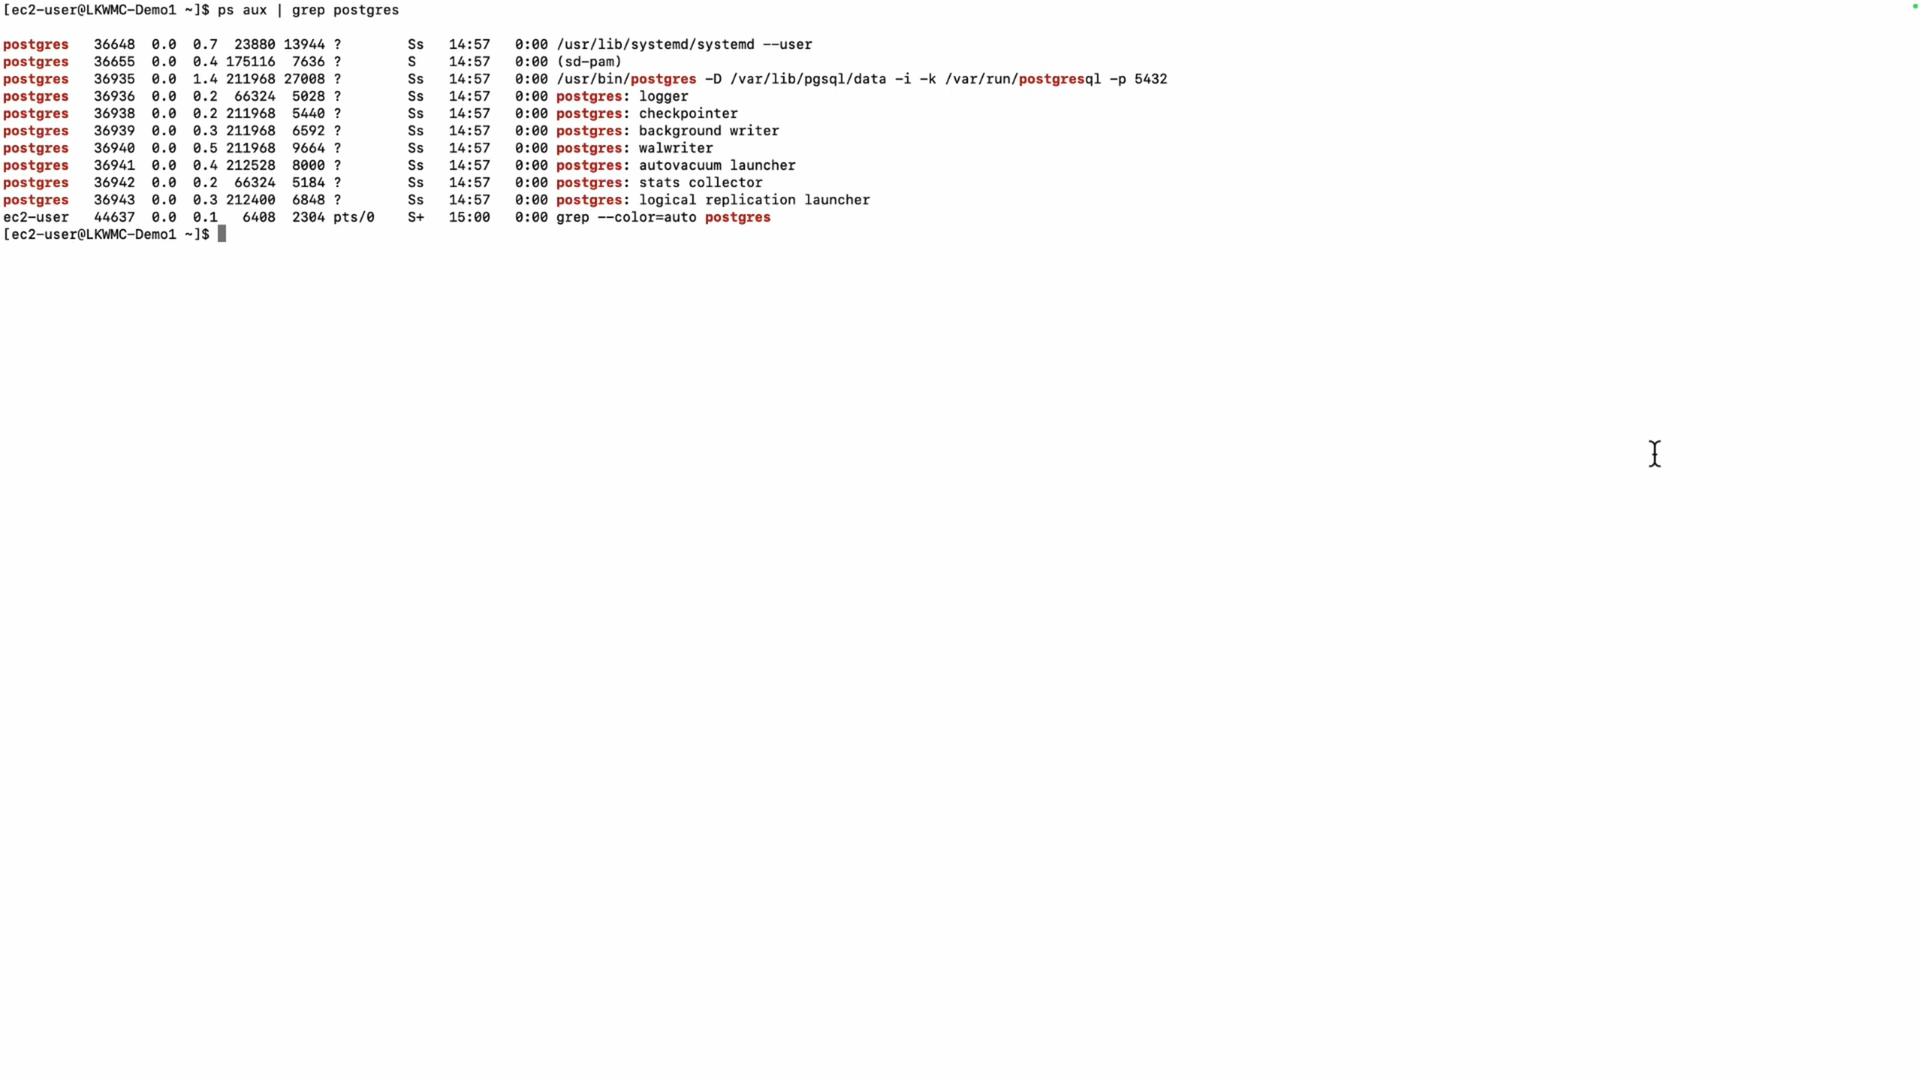 [ec2-user@LKWMC-Demo1 ~]$ ps aux | grep postgres
postgres   36648  0.0  0.7  23880 13944 ?        Ss   14:57   0:00 /usr/lib/systemd/systemd --user
postgres   36655  0.0  0.4 175116  7636 ?        S    14:57   0:00 (sd-pam)
postgres   36935  0.0  1.4 211968 27008 ?        Ss   14:57   0:00 /usr/bin/postgres -D /var/lib/pgsql/data -i -k /var/run/postgresql -p 5432
postgres   36936  0.0  0.2  66324  5028 ?        Ss   14:57   0:00 postgres: logger
postgres   36938  0.0  0.2 211968  5440 ?        Ss   14:57   0:00 postgres: checkpointer
postgres   36939  0.0  0.3 211968  6592 ?        Ss   14:57   0:00 postgres: background writer
postgres   36940  0.0  0.5 211968  9664 ?        Ss   14:57   0:00 postgres: walwriter
postgres   36941  0.0  0.4 212528  8000 ?        Ss   14:57   0:00 postgres: autovacuum launcher
postgres   36942  0.0  0.2  66324  5184 ?        Ss   14:57   0:00 postgres: stats collector
postgres   36943  0.0  0.3 212400  6848 ?        Ss   14:57   0:00 postgres: logical replication launcher
ec2-user   44637  0.0  0.1   6408  2304 pts/0    S+   15:00   0:00 grep --color=auto postgres
[ec2-user@LKWMC-Demo1 ~]$